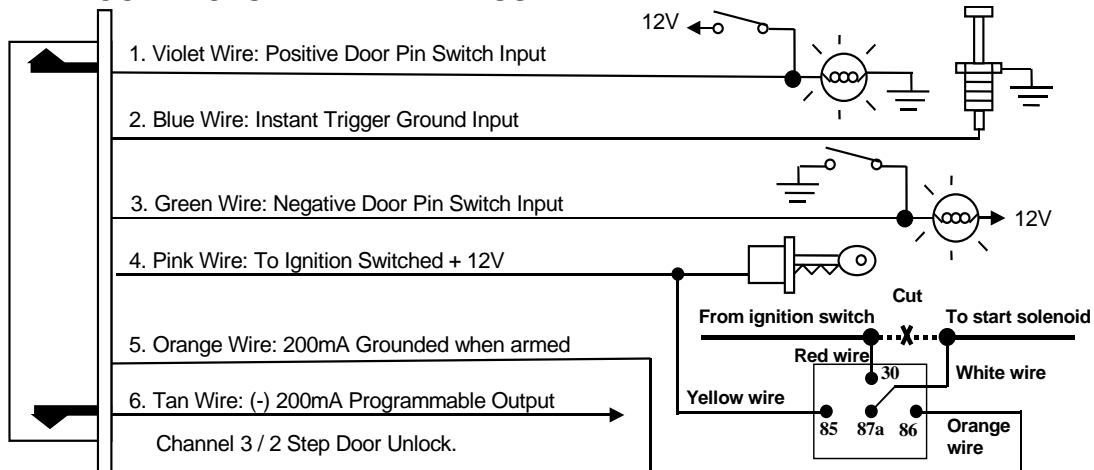 12V
1. Violet Wire: Positive Door Pin Switch Input
2. Blue Wire: Instant Trigger Ground Input
3. Green Wire: Negative Door Pin Switch Input
12V
4. Pink Wire: To Ignition Switched + 12V
Cut
From ignition switch
To start solenoid
X
5. Orange Wire: 200mA Grounded when armed
Red wire
30
White wire
6. Tan Wire: (-) 200mA Programmable Output
Yellow wire
85 87a 86
Orange
wire
Channel 3 / 2 Step Door Unlock.